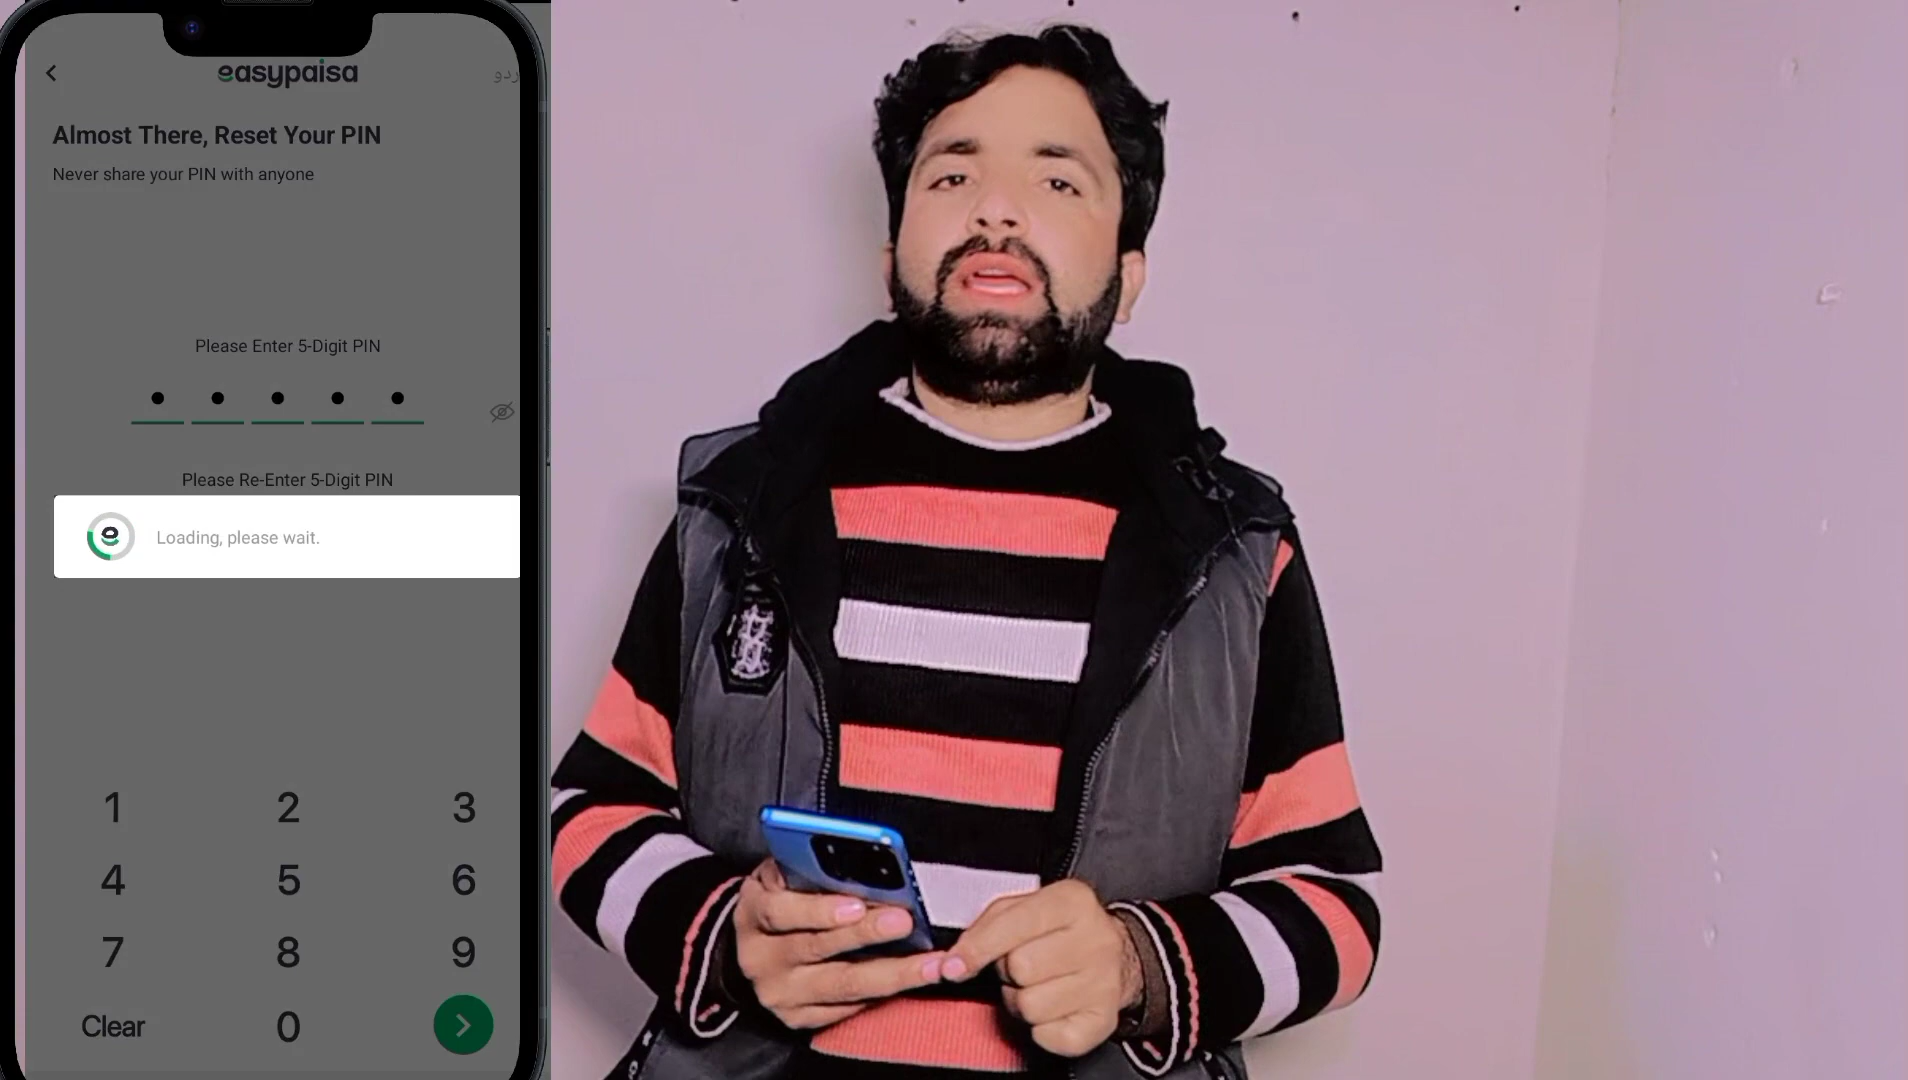 easypaisa
اردو
Almost There, Reset Your PIN
Never share your PIN with anyone
Please Enter 5-Digit PIN
Please Re-Enter 5-Digit PIN
Loading, please wait.
1 2 3
4 5 6
7 8 9
Clear 0